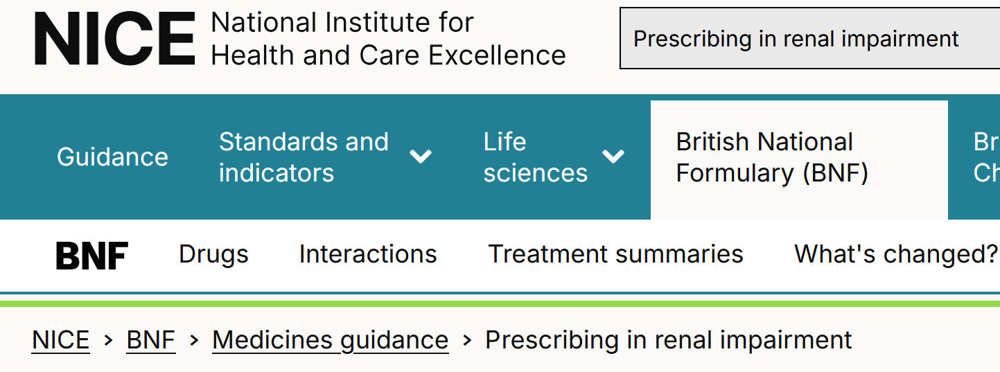 NICE National Institute for
Health and Care Excellence
Prescribing in renal impairment
Guidance
Standards and
indicators
Life
sciences
British National
Formulary (BNF)
BNF Drugs Interactions Treatment summaries What's changed?
NICE > BNF > Medicines guidance > Prescribing in renal impairment